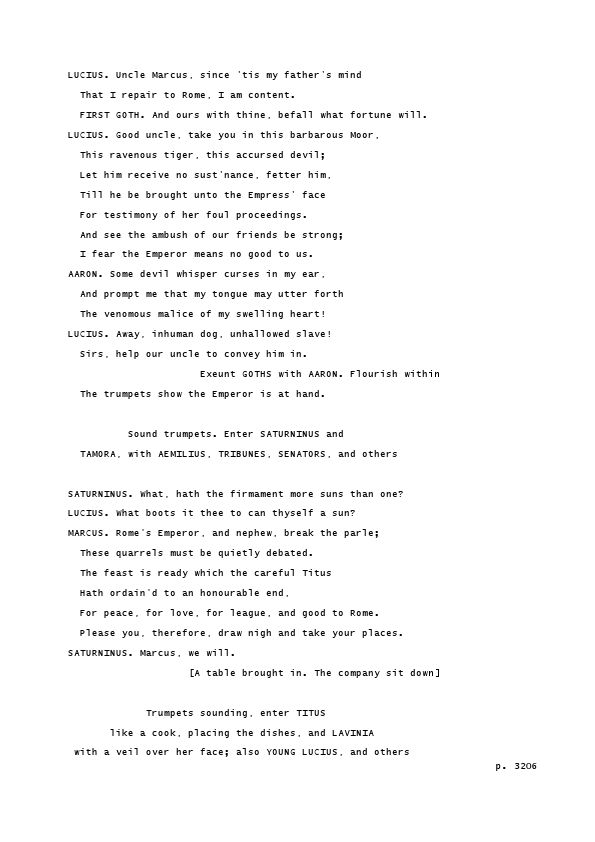 LUCIUS. Uncle Marcus, since 'tis my father's mind
That I repair to Rome, I am content.
FIRST GOTH. And ours with thine, befall what fortune will.
LUCIUS. Good uncle, take you in this barbarous Moor,
This ravenous tiger, this accursed devil;
Let him receive no sust'nance, fetter him,
Till he be brought unto the Empress' face
For testimony of her foul proceedings.
And see the ambush of our friends be strong;
I fear the Emperor means no good to us.
AARON. Some devil whisper curses in my ear,
And prompt me that my tongue may utter forth
The venomous malice of my swelling heart!
LUCIUS. Away, inhuman dog, unhallowed slave!
Sirs, help our uncle to convey him in.
Exeunt GOTHS with AARON. Flourish within
The trumpets show the Emperor is at hand.
Sound trumpets. Enter SATURNINUS and
TAMORA, with AEMILIUS, TRIBUNES, SENATORS, and others
SATURNINUS. What, hath the firmament more suns than one?
LUCIUS. What boots it thee to can thyself a sun?
MARCUS. Rome's Emperor, and nephew, break the parle;
These quarrels must be quietly debated.
The feast is ready which the careful Titus
Hath ordain'd to an honourable end,
For peace, for love, for league, and good to Rome.
Please you, therefore, draw nigh and take your places.
SATURNINUS. Marcus, we will.
[A table brought in. The company sit down]
Trumpets sounding, enter TITUS
like a cook, placing the dishes, and LAVINIA
with a veil over her face; also YOUNG LUCIUS, and others
p. 3206